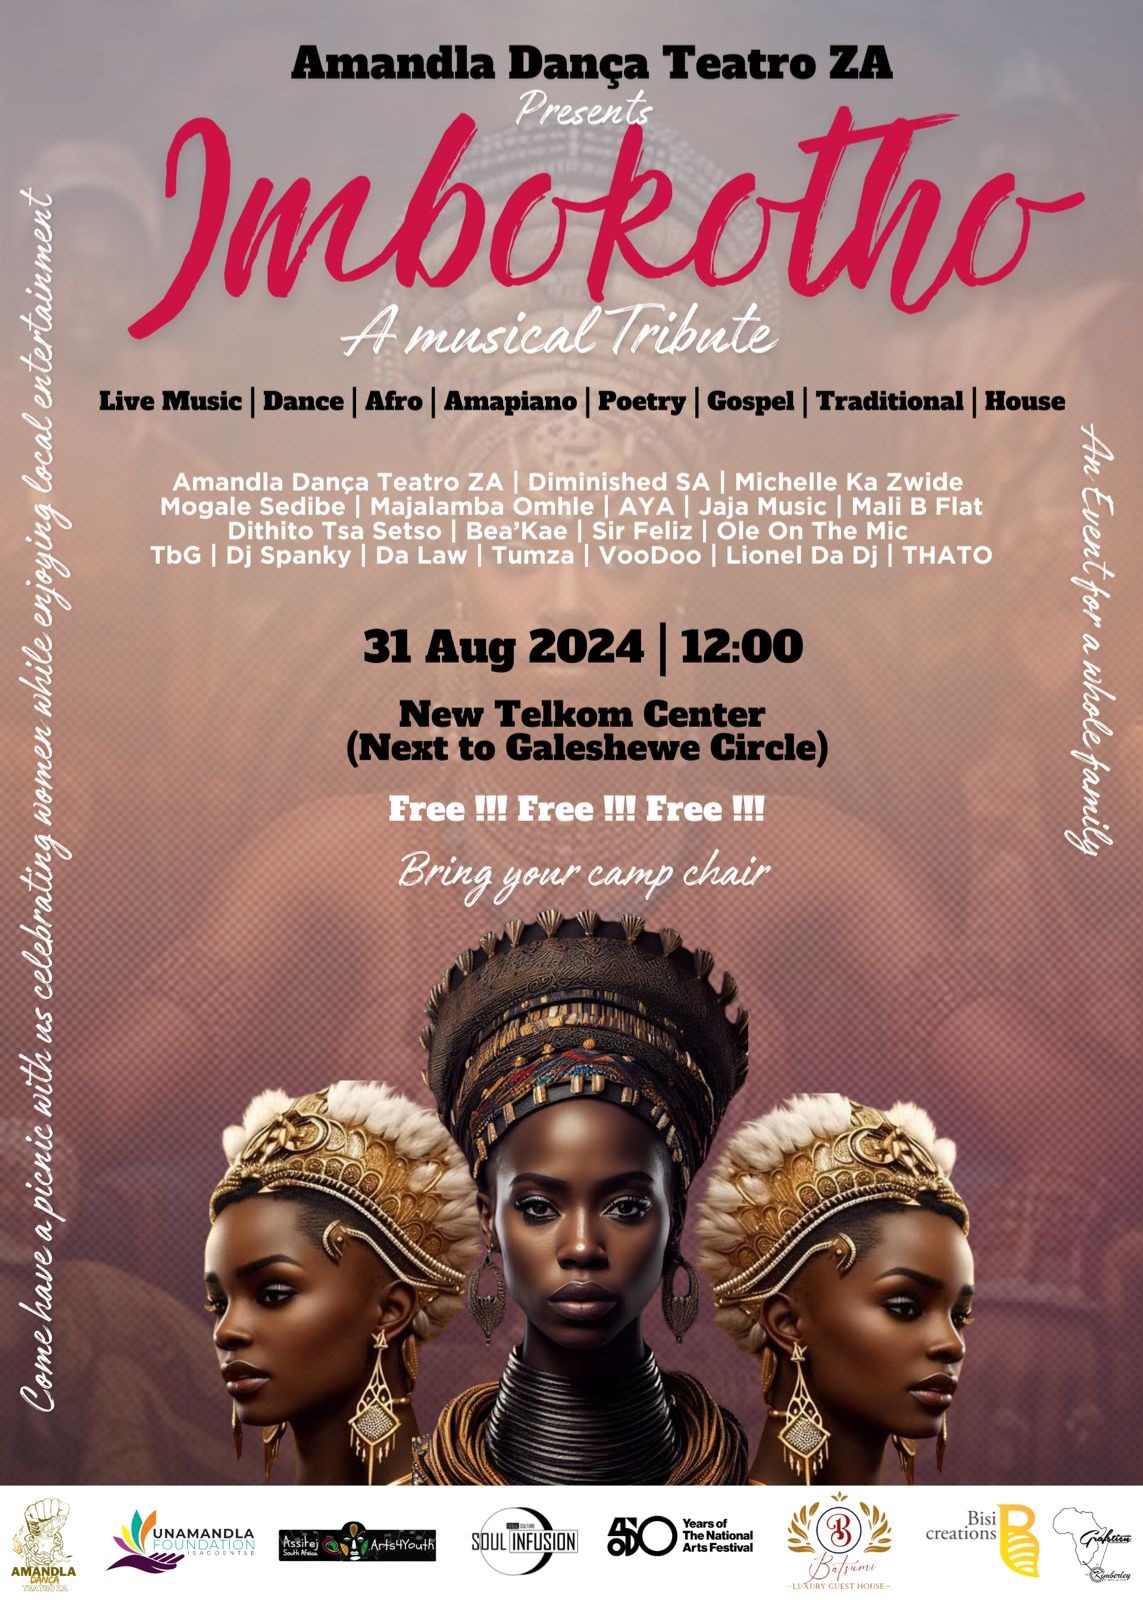 Amandla Dança Teatro ZA
Presents
Imbokotho
A musical Tribute
Live Music | Dance | Afro | Amapiano | Poetry | Gospel | Traditional | House
Amandla Dança Teatro ZA | Diminished SA | Michelle Ka Zwide
Mogale Sedibe | Majalamba Omhle | AYA | Jaja Music | Mali B Flat
Dithito Tsa Setso | Bea’Kae | Sir Feliz | Ole On The Mic
TbG | Dj Spanky | Da Law | Tumza | VooDoo | Lionel Da Dj | THATO
31 Aug 2024 | 12:00
New Telkom Center
(Next to Galeshewe Circle)
Free !!! Free !!! Free !!!
Bring your camp chair
Come have a picnic with us celebrating women while enjoying local entertainment
An Event for a whole family
AMANDLA
DANÇA
TEATRO ZA
UNAMANDLA
FOUNDATION
Assitej
South Africa
Arts4Youth
SOUL INFUSION
50
Years of
The National
Arts Festival
B
Batsumi
LUXURY GUEST HOUSE
Bisi
creations
Kimberley